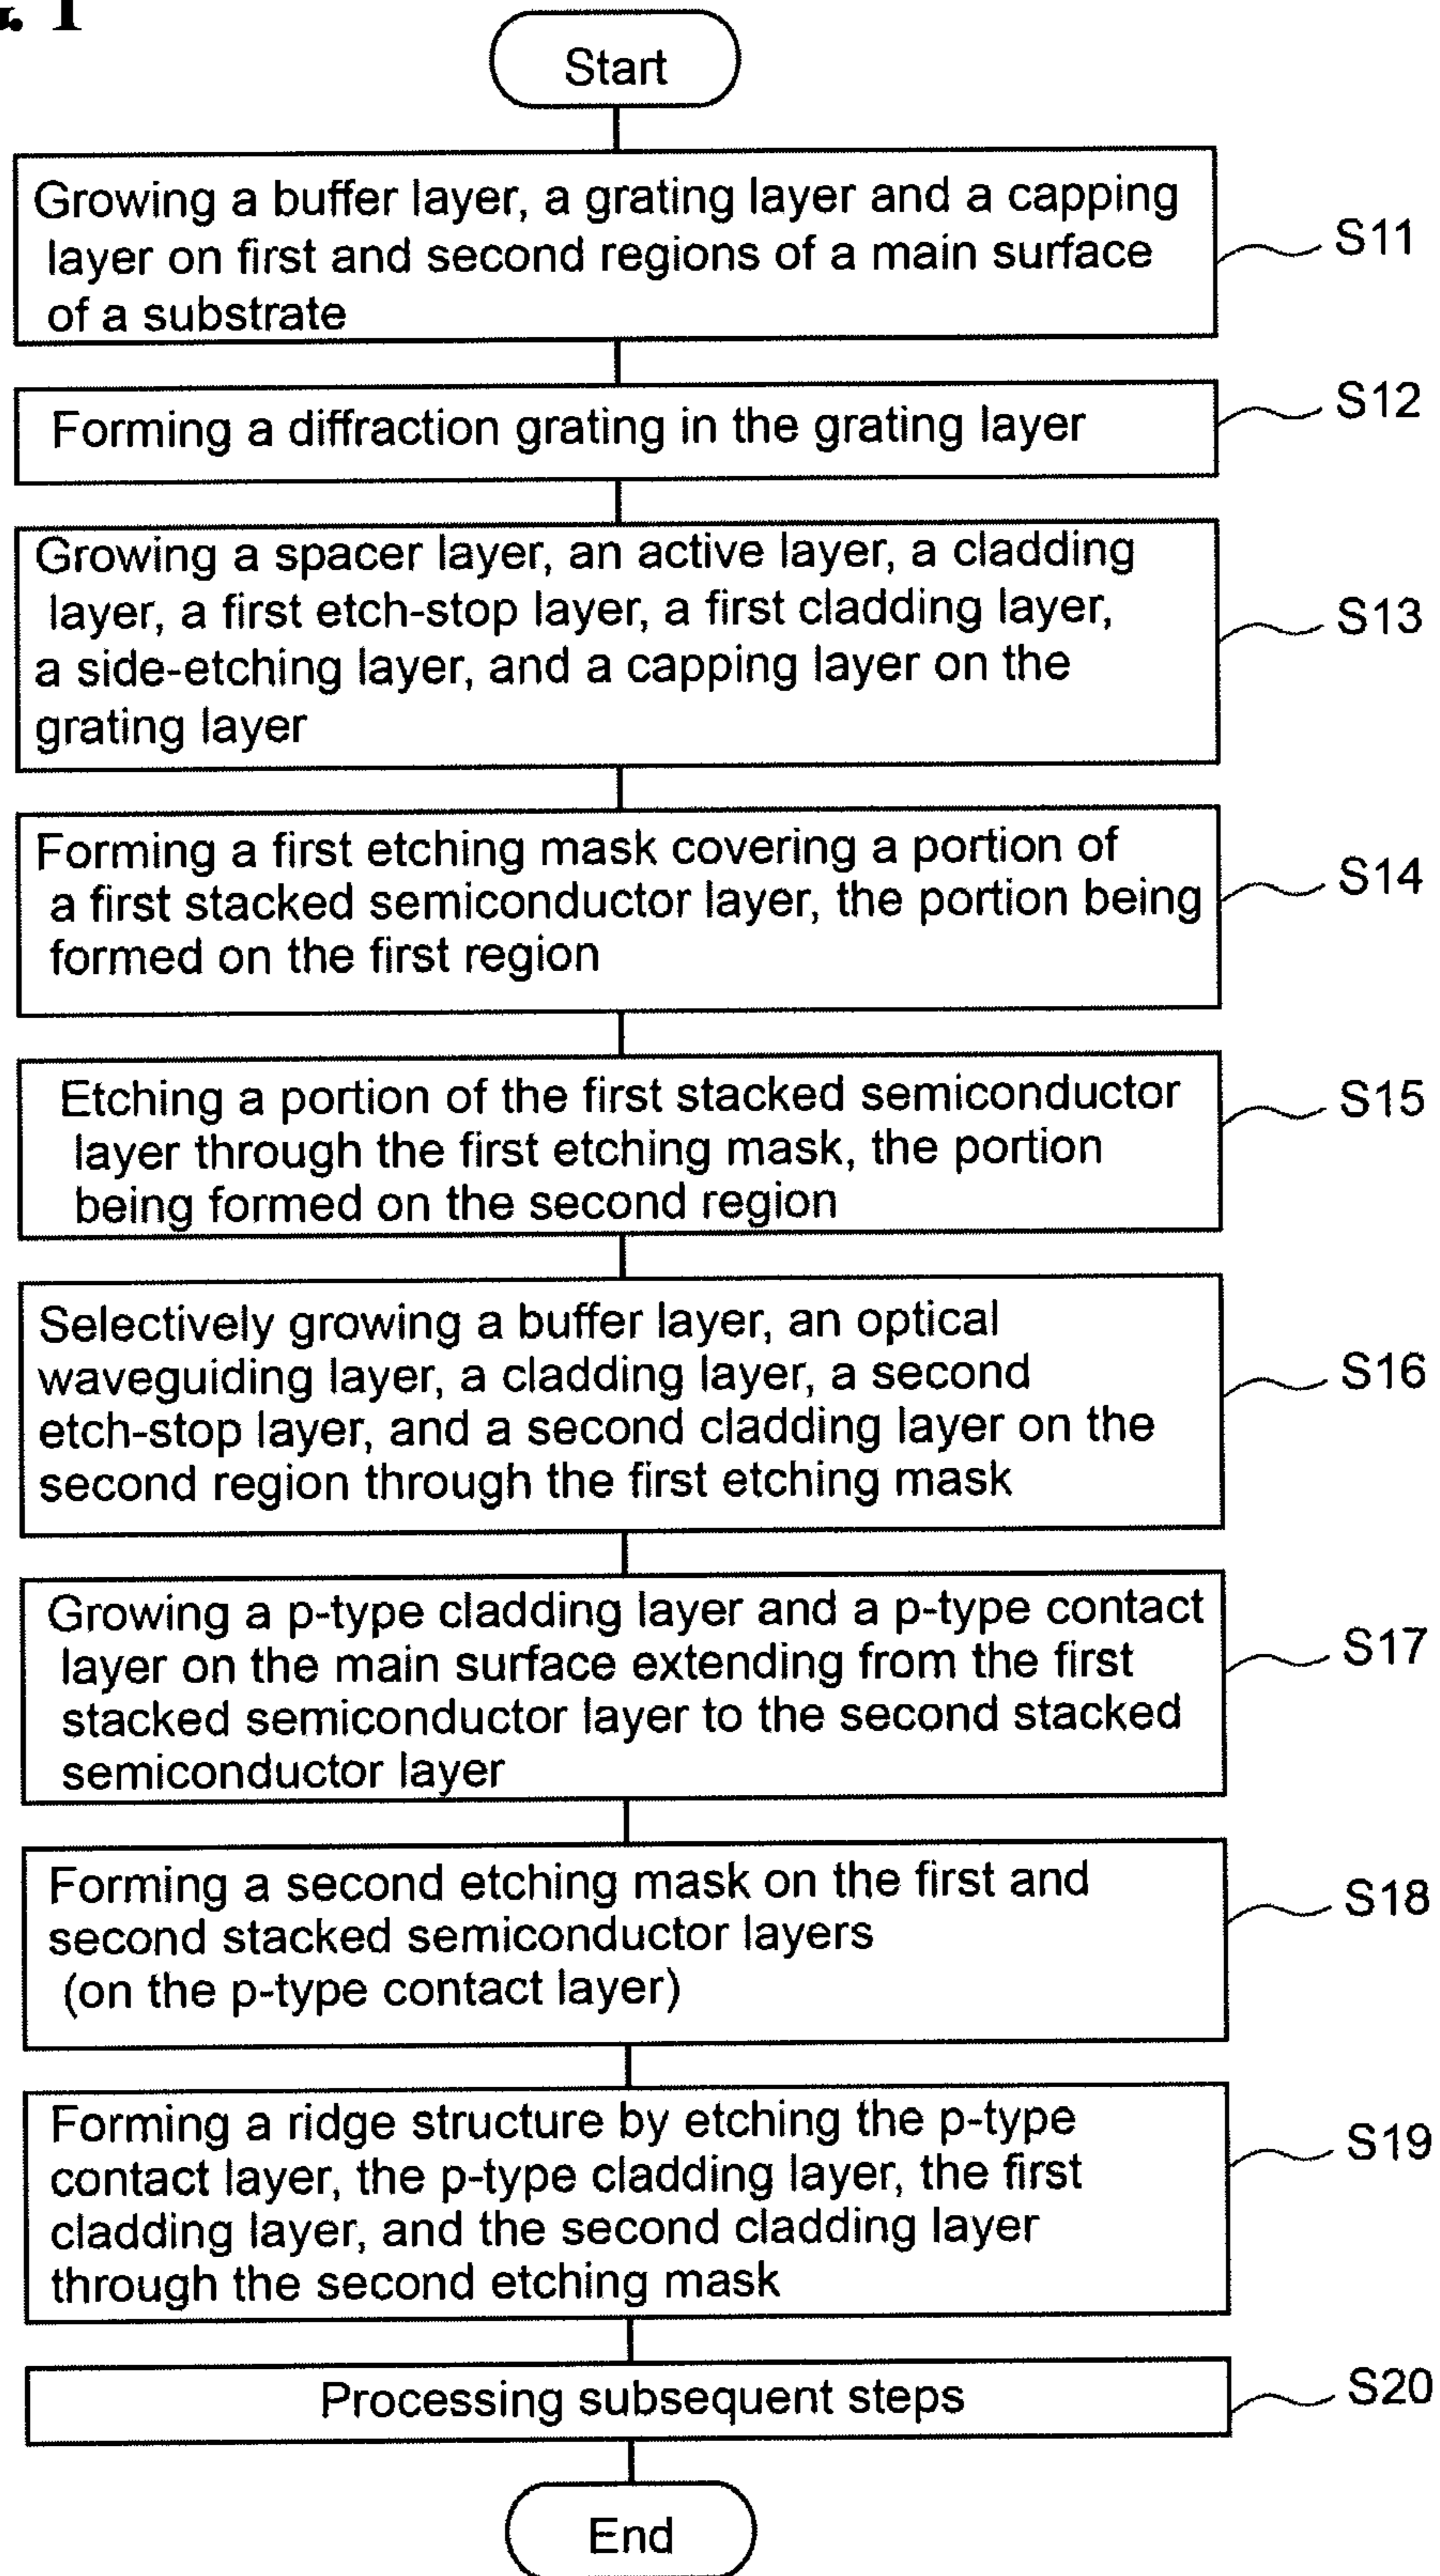 1
Start
Growing a buffer layer, a grating layer and a capping
layer on first and second regions of a main surface
of a substrate
S11
Forming a diffraction grating in the grating layer
S12
Growing a spacer layer, an active layer, a cladding
layer, a first etch-stop layer, a first cladding layer,
a side-etching layer, and a capping layer on the
grating layer
S13
Forming a first etching mask covering a portion of
a first stacked semiconductor layer, the portion being
formed on the first region
S14
Etching a portion of the first stacked semiconductor
layer through the first etching mask, the portion
being formed on the second region
S15
Selectively growing a buffer layer, an optical
waveguiding layer, a cladding layer, a second
etch-stop layer, and a second cladding layer on the
second region through the first etching mask
S16
Growing a p-type cladding layer and a p-type contact
layer on the main surface extending from the first
stacked semiconductor layer to the second stacked
semiconductor layer
S17
Forming a second etching mask on the first and
second stacked semiconductor layers
(on the p-type contact layer)
S18
Forming a ridge structure by etching the p-type
contact layer, the p-type cladding layer, the first
cladding layer, and the second cladding layer
through the second etching mask
S19
Processing subsequent steps
S20
End